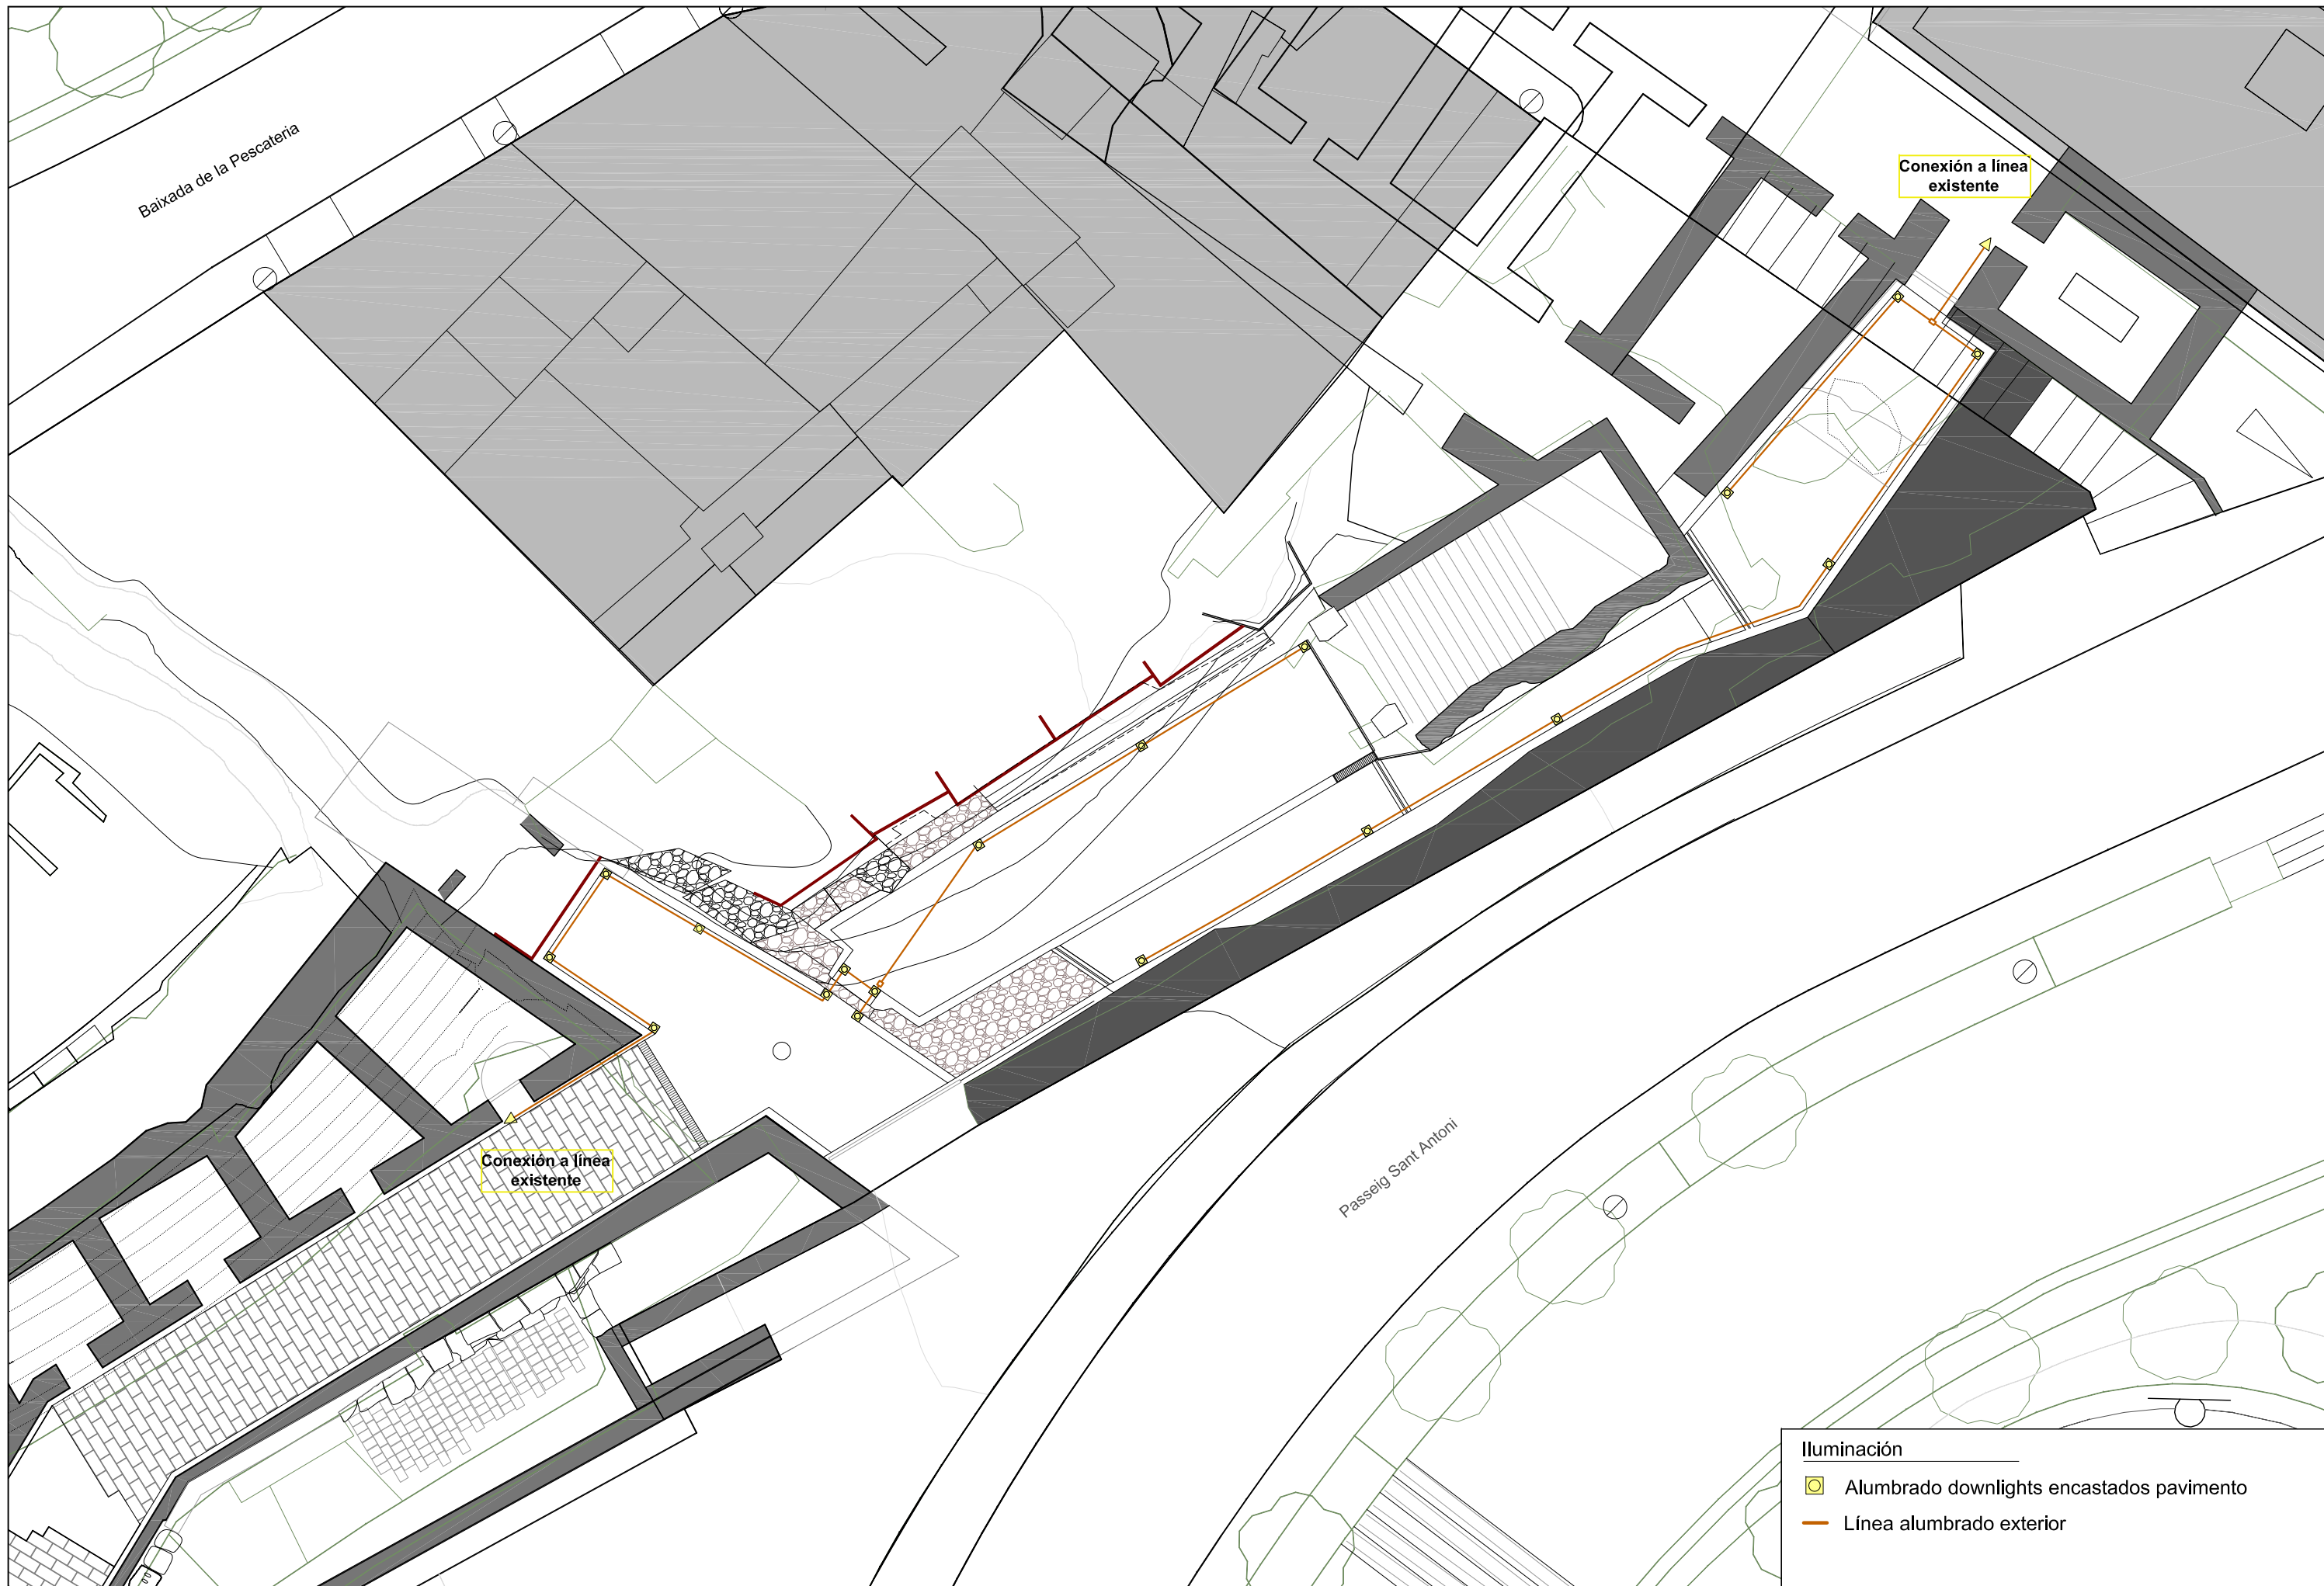 Baixada de la Pescateria
Conexión a línea
existente
Conexión a línea
existente
Passeig Sant Antoni
Iluminación
Alumbrado downlights encastados pavimento
Línea alumbrado exterior